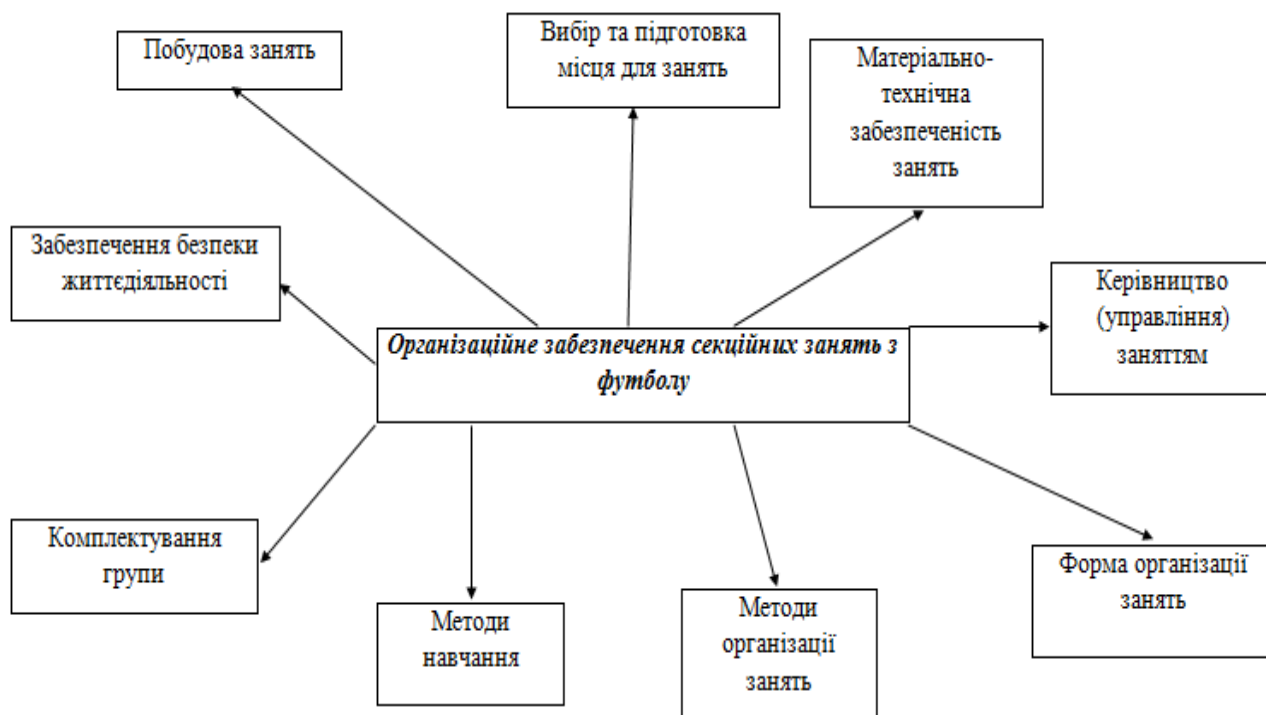 Побудова занять
Вибір та підготовка
місця для занять
Матеріально-
технічна
забезпеченість
занять
Забезпечення безпеки
життєдіяльності
Керівництво
(управління)
заняттям
Організаційне забезпечення секційних занять з
футболу
Комплектування
групи
Методи
навчання
Методи
організації
занять
Форма організації
занять